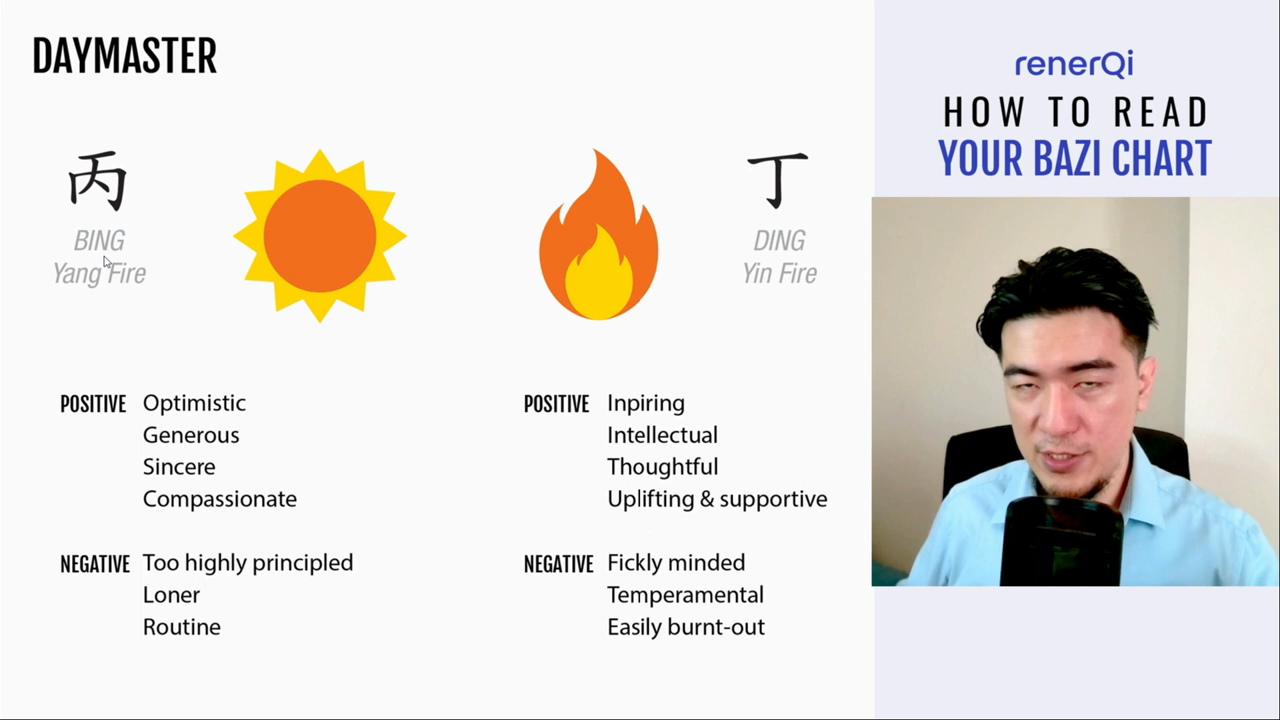 DAYMASTER
丙
BING
Yang Fire
丁
DING
Yin Fire
POSITIVE Optimistic
Generous
Sincere
Compassionate
NEGATIVE Too highly principled
Loner
Routine
POSITIVE Inpiring
Intellectual
Thoughtful
Uplifting & supportive
NEGATIVE Fickly minded
Temperamental
Easily burnt-out
renerQi
HOW TO READ
YOUR BAZI CHART